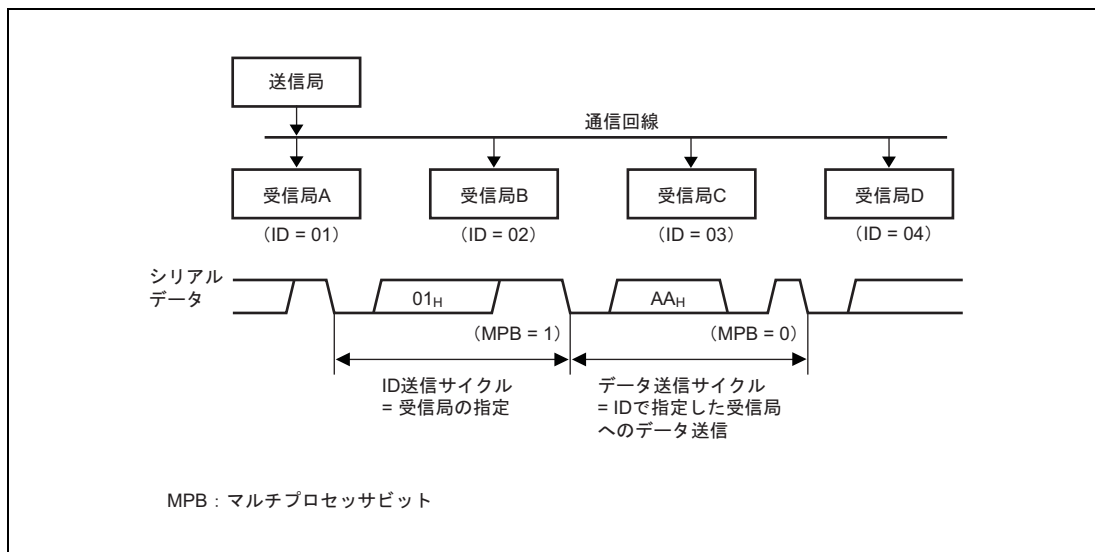 送信局
通信回線
受信局A
受信局B
受信局C
受信局D
（ID = 01）
（ID = 02）
（ID = 03）
（ID = 04）
シリアル
データ
01H
AAH
（MPB = 1）
（MPB = 0）
ID送信サイクル
= 受信局の指定
データ送信サイクル
= IDで指定した受信局
へのデータ送信
MPB：マルチプロセッサビット